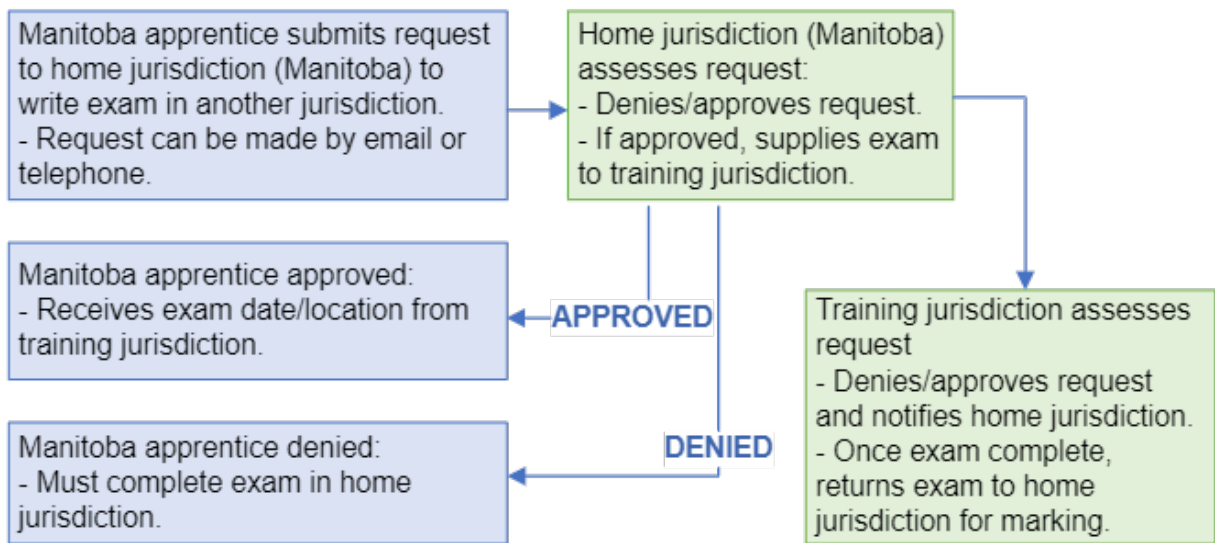 Manitoba apprentice submits request
to home jurisdiction (Manitoba) to
write exam in another jurisdiction.
- Request can be made by email or
telephone.
Home jurisdiction (Manitoba)
assesses request:
- Denies/approves request.
- If approved, supplies exam
to training jurisdiction.
Manitoba apprentice approved:
- Receives exam date/location from
training jurisdiction.
APPROVED
Training jurisdiction assesses
request
- Denies/approves request
and notifies home jurisdiction.
- Once exam complete,
returns exam to home
jurisdiction for marking.
Manitoba apprentice denied:
- Must complete exam in home
jurisdiction.
DENIED